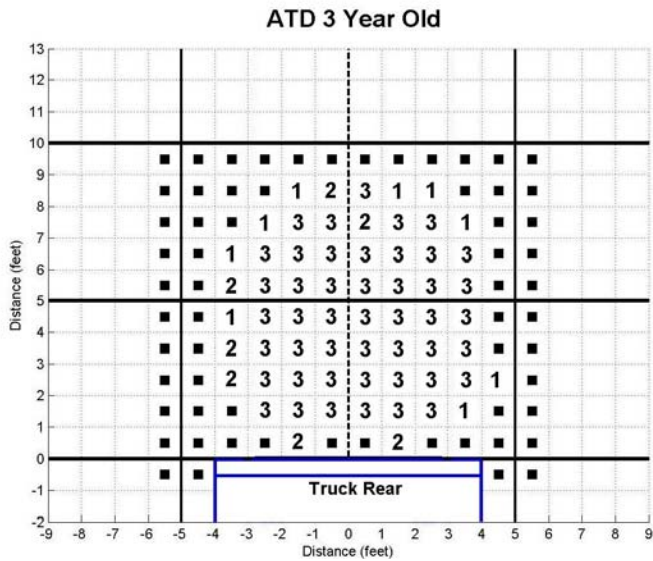 ATD 3 Year Old
13
12
11
10
9
8 1 2 3 1 1
7 1 3 3 2 3 3 1
6 1 3 3 3 3 3 3 3
5 2 3 3 3 3 3 3 3
4 1 3 3 3 3 3 3 3
3 2 3 3 3 3 3 3 3
2 2 3 3 3 3 3 3 3 1
1 3 3 3 3 3 3 1
0 2 2
-1 Truck Rear
-2
-9 -8 -7 -6 -5 -4 -3 -2 -1 0 1 2 3 4 5 6 7 8 9
Distance (feet)
Distance (feet)